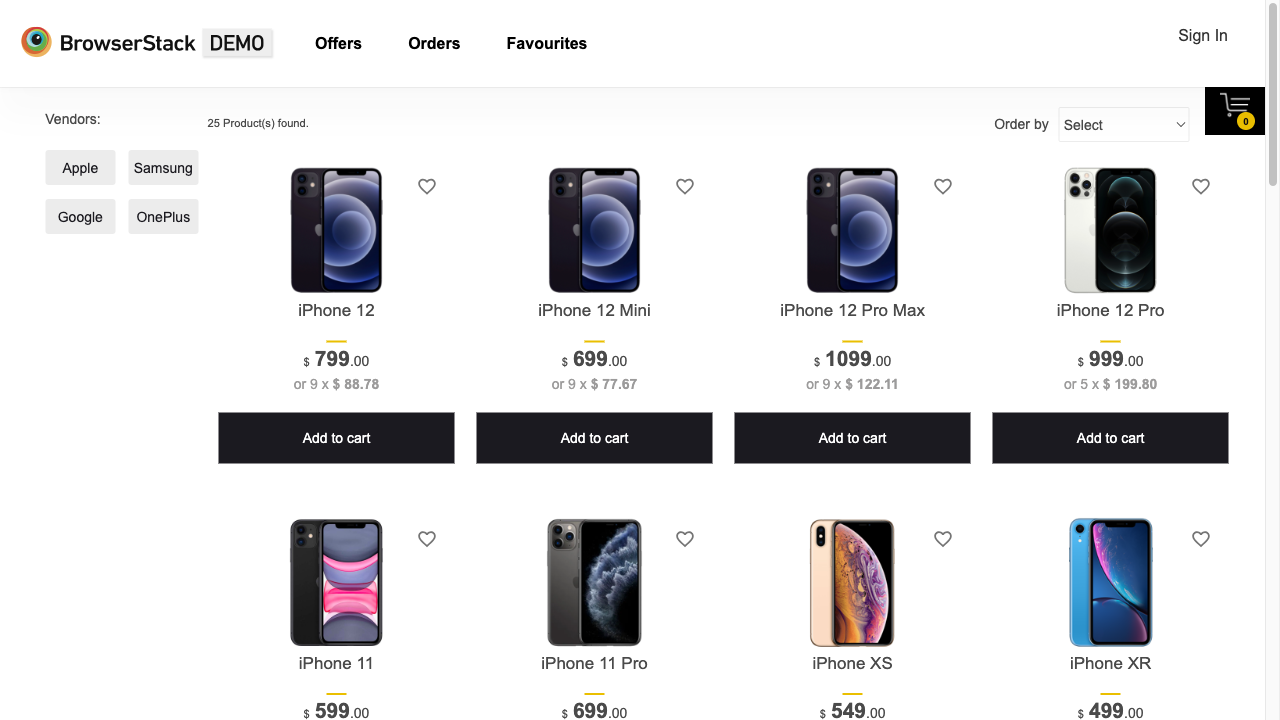 BrowserStack DEMO
Offers
Orders
Favourites
Sign In
0
Vendors:
Apple
Samsung
Google
OnePlus
25 Product(s) found.
Order by Select
iPhone 12
$ 799.00
or 9 x $ 88.78
Add to cart
iPhone 12 Mini
$ 699.00
or 9 x $ 77.67
Add to cart
iPhone 12 Pro Max
$ 1099.00
or 9 x $ 122.11
Add to cart
iPhone 12 Pro
$ 999.00
or 5 x $ 199.80
Add to cart
iPhone 11
$ 599.00
iPhone 11 Pro
$ 699.00
iPhone XS
$ 549.00
iPhone XR
$ 499.00